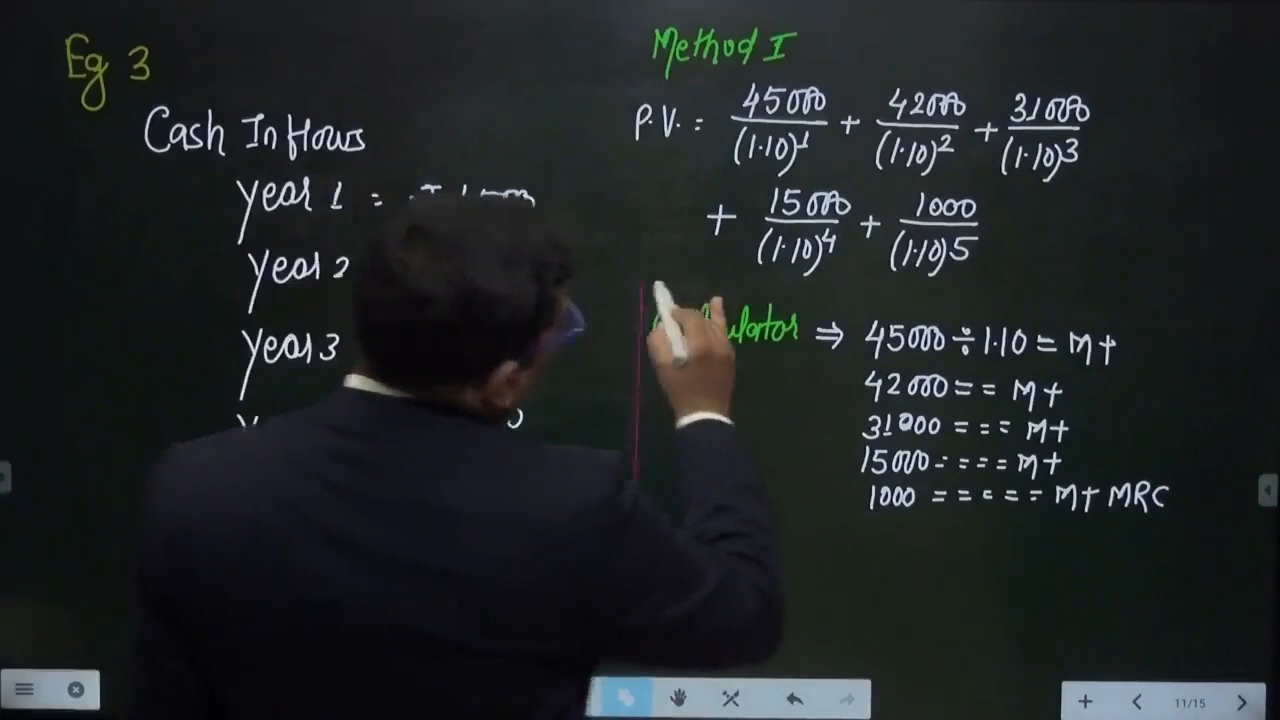 Eg 3
Cash Inflows
Year 1 =
Year 2
Year 3
Method I
P.V. = 45000/(1.10)^1 + 42000/(1.10)^2 + 31000/(1.10)^3
+ 15000/(1.10)^4 + 1000/(1.10)^5
⇒ 45000 ÷ 1.10 = M+
42000 = = M+
31000 = = = M+
15000 = = = = M+
1000 = = = = = M+ MRC
11/15